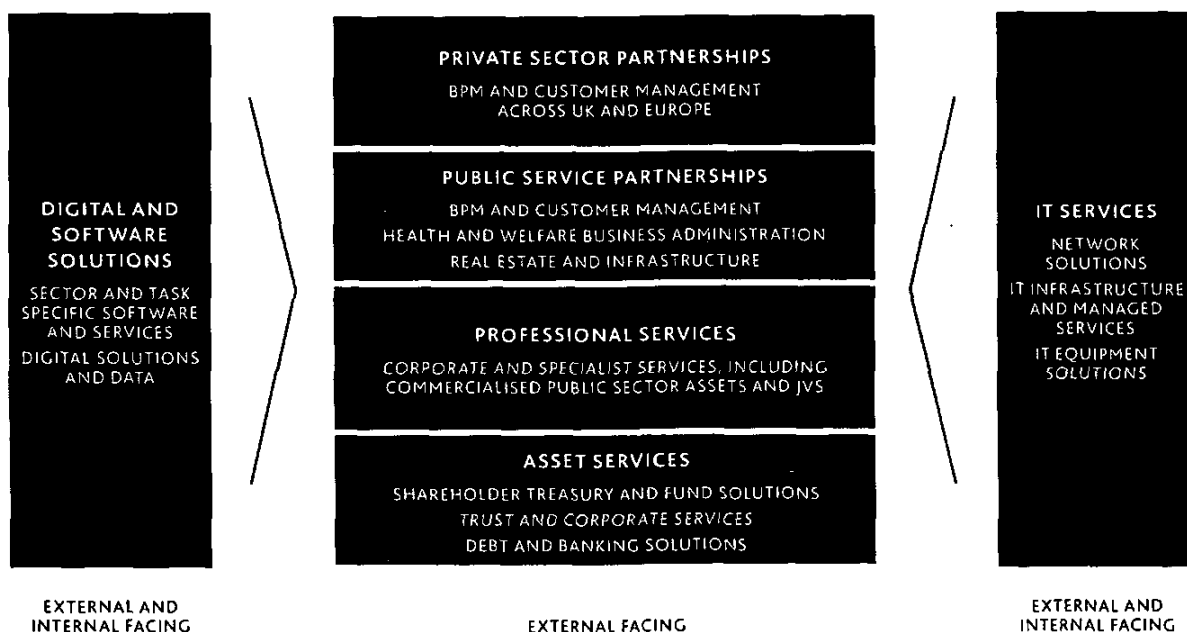 DIGITAL AND
SOFTWARE
SOLUTIONS
SECTOR AND TASK
SPECIFIC SOFTWARE
AND SERVICES
DIGITAL SOLUTIONS
AND DATA
EXTERNAL AND
INTERNAL FACING
PRIVATE SECTOR PARTNERSHIPS
BPM AND CUSTOMER MANAGEMENT
ACROSS UK AND EUROPE
PUBLIC SERVICE PARTNERSHIPS
BPM AND CUSTOMER MANAGEMENT
HEALTH AND WELFARE BUSINESS ADMINISTRATION
REAL ESTATE AND INFRASTRUCTURE
PROFESSIONAL SERVICES
CORPORATE AND SPECIALIST SERVICES, INCLUDING
COMMERCIALISED PUBLIC SECTOR ASSETS AND JVS
ASSET SERVICES
SHAREHOLDER TREASURY AND FUND SOLUTIONS
TRUST AND CORPORATE SERVICES
DEBT AND BANKING SOLUTIONS
EXTERNAL FACING
IT SERVICES
NETWORK
SOLUTIONS
IT INFRASTRUCTURE
AND MANAGED
SERVICES
IT EQUIPMENT
SOLUTIONS
EXTERNAL AND
INTERNAL FACING